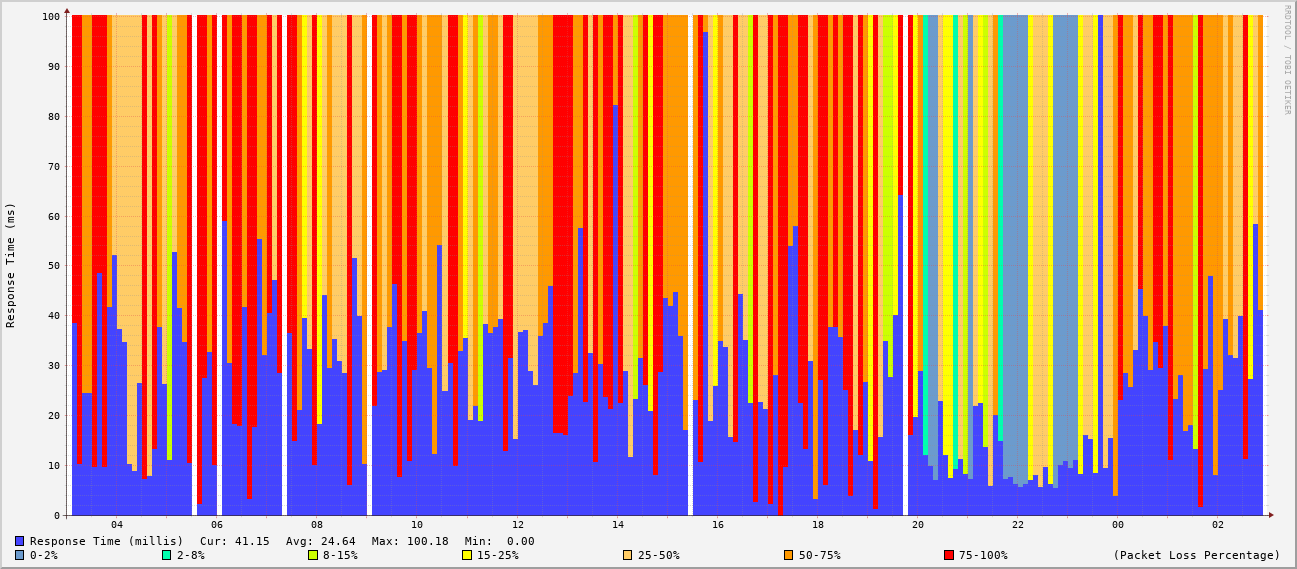 RRDTOOL / TOBI OETIKER
Response Time (ms)
100
90
80
70
60
50
40
30
20
10
0
04 06 08 10 12 14 16 18 20 22 00 02
Response Time (millis) Cur: 41.15 Avg: 24.64 Max: 100.18 Min: 0.00
0-2% 2-8% 8-15% 15-25% 25-50% 50-75% 75-100% (Packet Loss Percentage)